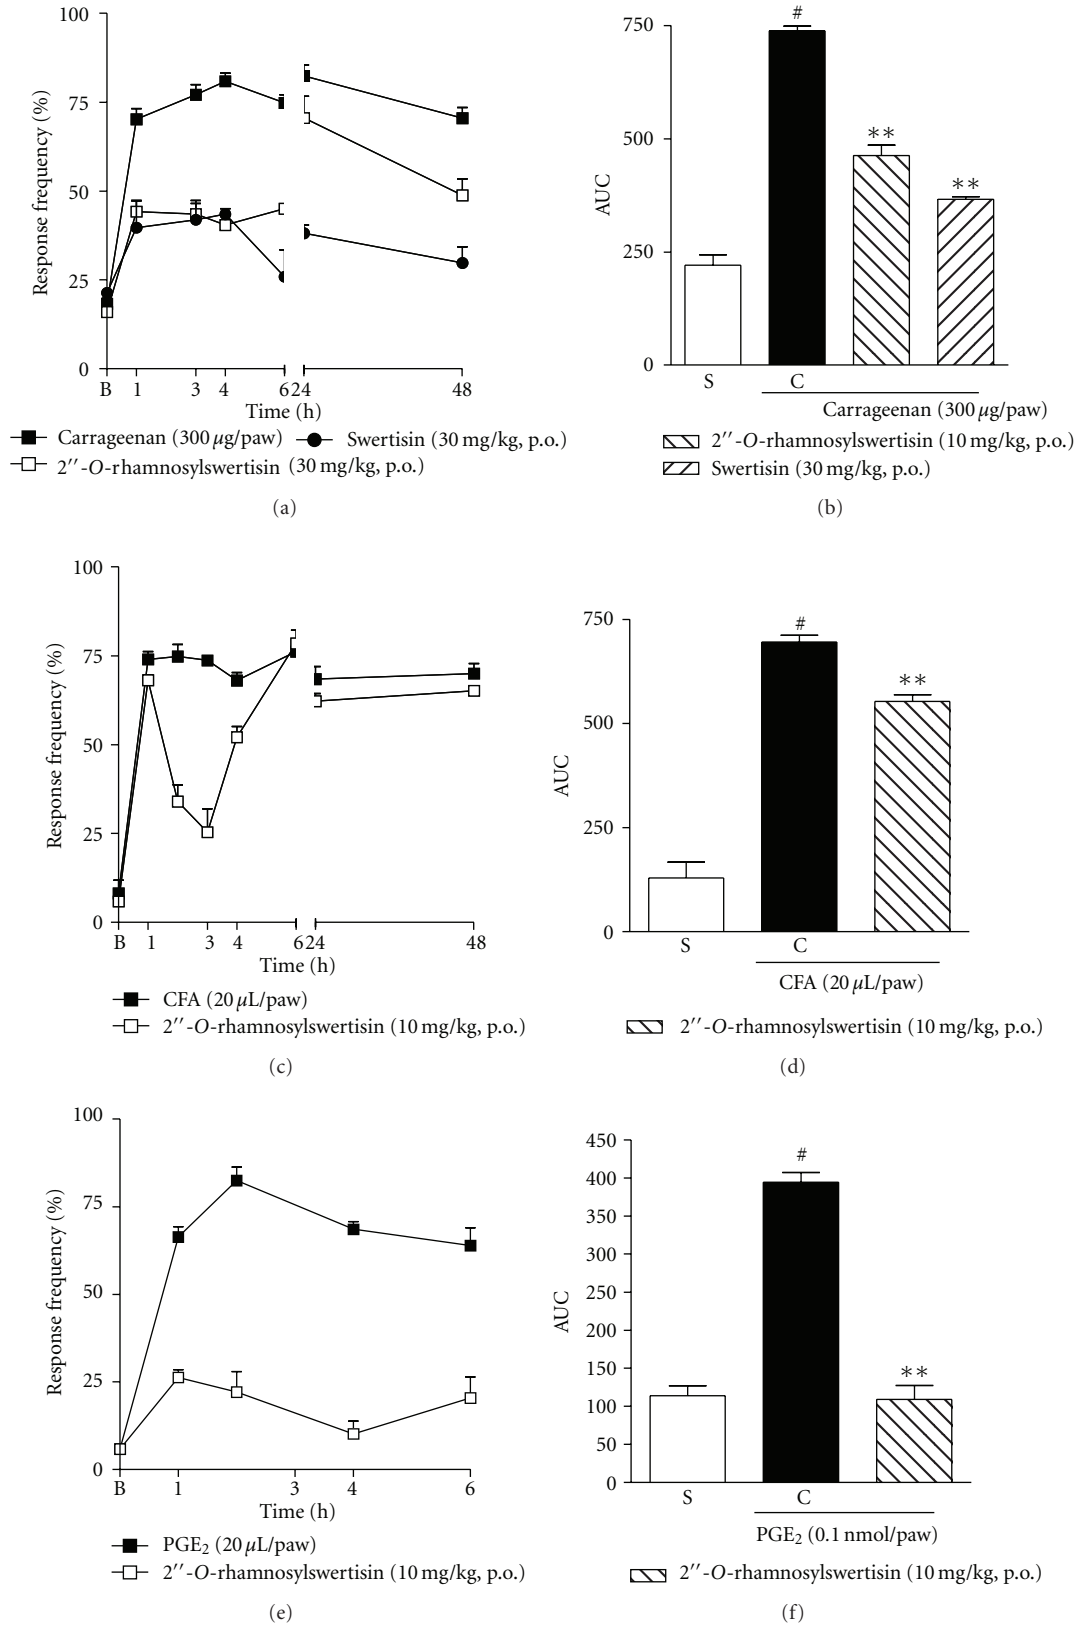 100
75
50
25
0
Response frequency (%)
B 1 3 4 6 24 48
Time (h)
Carrageenan (300 μg/paw) Swertisin (30 mg/kg, p.o.)
2′′-O-rhamnosylswertisin (30 mg/kg, p.o.)
(a)
750
500
250
0
AUC
#
**
**
S C
Carrageenan (300 μg/paw)
2′′-O-rhamnosylswertisin (10 mg/kg, p.o.)
Swertisin (30 mg/kg, p.o.)
(b)
100
75
50
25
0
Response frequency (%)
B 1 3 4 6 24 48
Time (h)
CFA (20 μL/paw)
2′′-O-rhamnosylswertisin (10 mg/kg, p.o.)
(c)
750
500
250
0
AUC
#
**
S C
CFA (20 μL/paw)
2′′-O-rhamnosylswertisin (10 mg/kg, p.o.)
(d)
100
75
50
25
0
Response frequency (%)
B 1 3 4 6
Time (h)
PGE₂ (20 μL/paw)
2′′-O-rhamnosylswertisin (10 mg/kg, p.o.)
(e)
450
400
350
300
250
200
150
100
50
0
AUC
#
**
S C
PGE₂ (0.1 nmol/paw)
2′′-O-rhamnosylswertisin (10 mg/kg, p.o.)
(f)